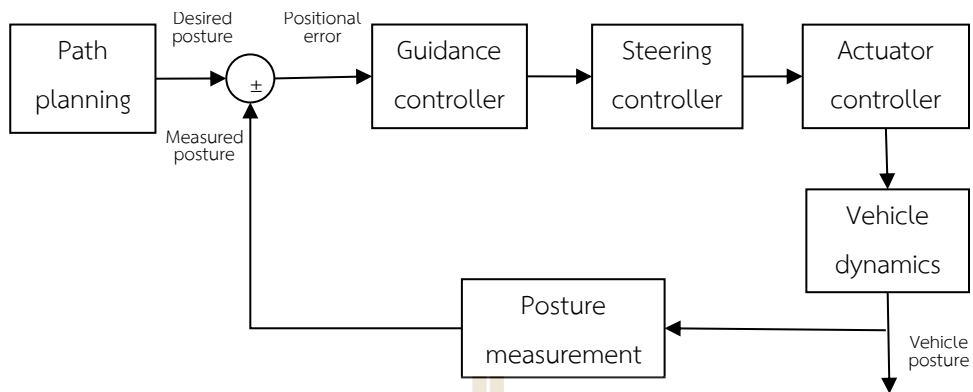 Desired
posture
Positional
error
Path
planning
±
Guidance
controller
Steering
controller
Actuator
controller
Measured
posture
Vehicle
dynamics
Posture
measurement
Vehicle
posture